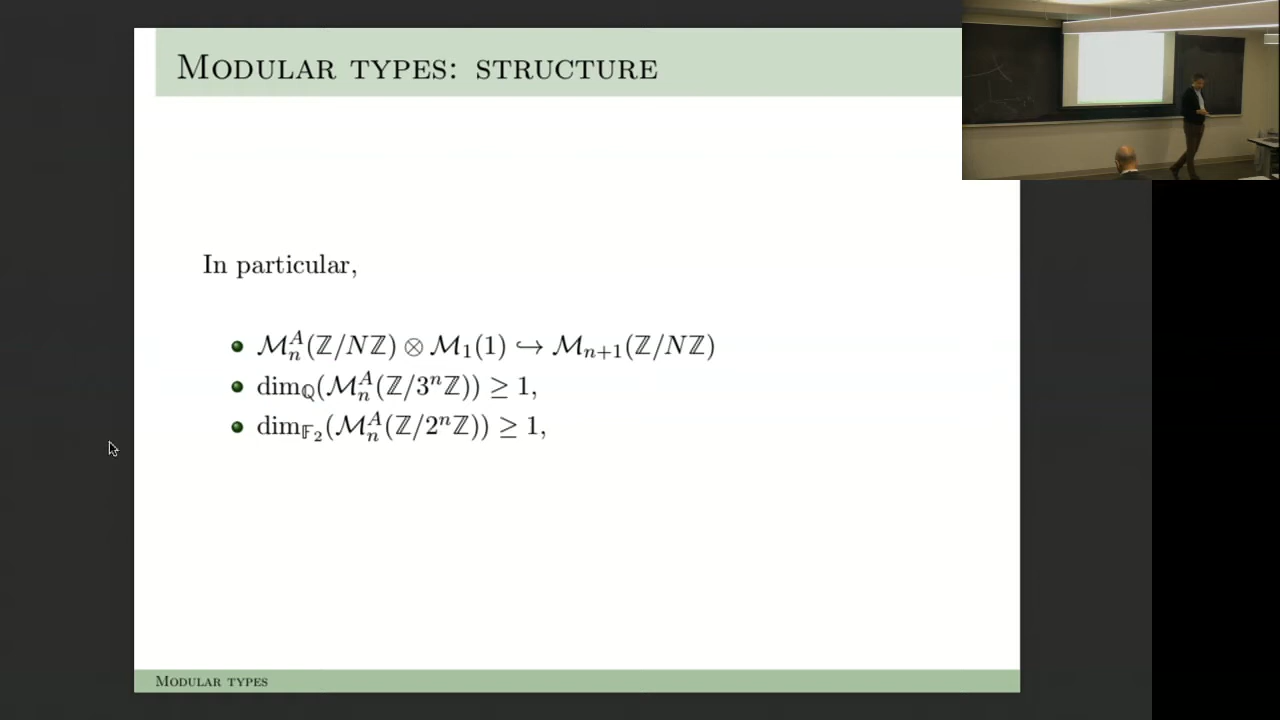 MODULAR TYPES: STRUCTURE
In particular,
• $\mathcal{M}_n^A(\mathbb{Z}/N\mathbb{Z}) \otimes \mathcal{M}_1(1) \hookrightarrow \mathcal{M}_{n+1}(\mathbb{Z}/N\mathbb{Z})$
• $\dim_{\mathbb{Q}}(\mathcal{M}_n^A(\mathbb{Z}/3^n\mathbb{Z})) \geq 1,$
• $\dim_{\mathbb{F}_2}(\mathcal{M}_n^A(\mathbb{Z}/2^n\mathbb{Z})) \geq 1,$
MODULAR TYPES